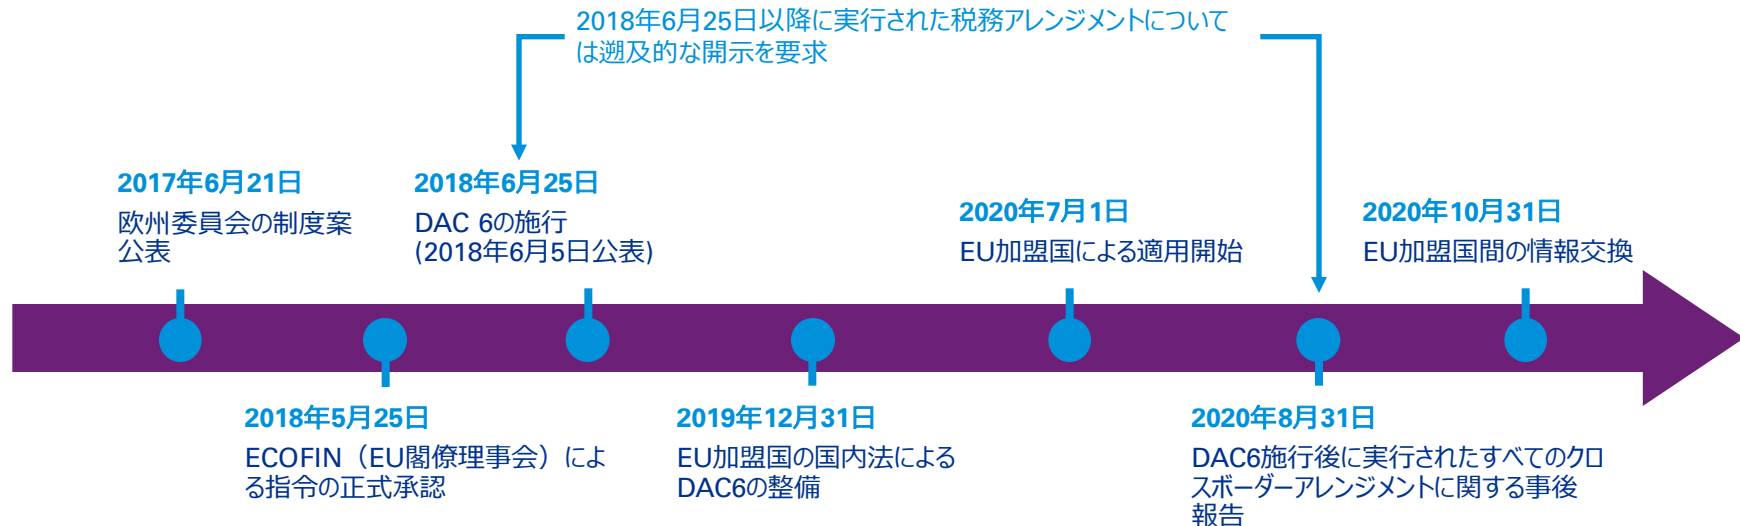 2018年6月25日以降に実行された税務アレンジメントについて
は遡及的な開示を要求
2017年6月21日
欧州委員会の制度案
公表
2018年6月25日
DAC 6の施行
(2018年6月5日公表)
2020年7月1日
EU加盟国による適用開始
2020年10月31日
EU加盟国間の情報交換
2018年5月25日
ECOFIN（EU閣僚理事会）によ
る指令の正式承認
2019年12月31日
EU加盟国の国内法による
DAC6の整備
2020年8月31日
DAC6施行後に実行されたすべてのクロ
スボーダーアレンジメントに関する事後
報告